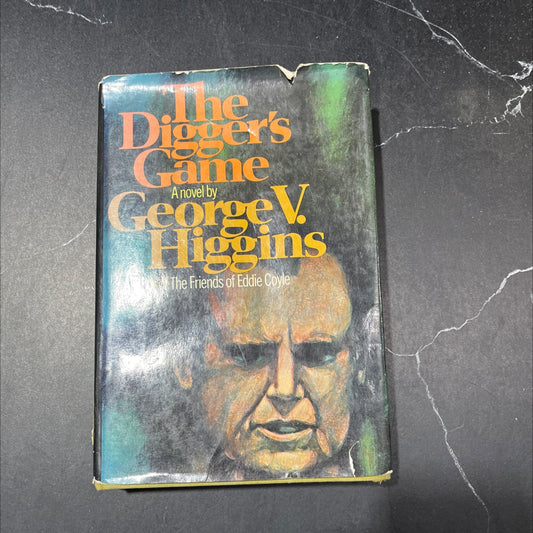 The
Digger's
Game
A novel by
George V.
Higgins
The Friends of Eddie Coyle